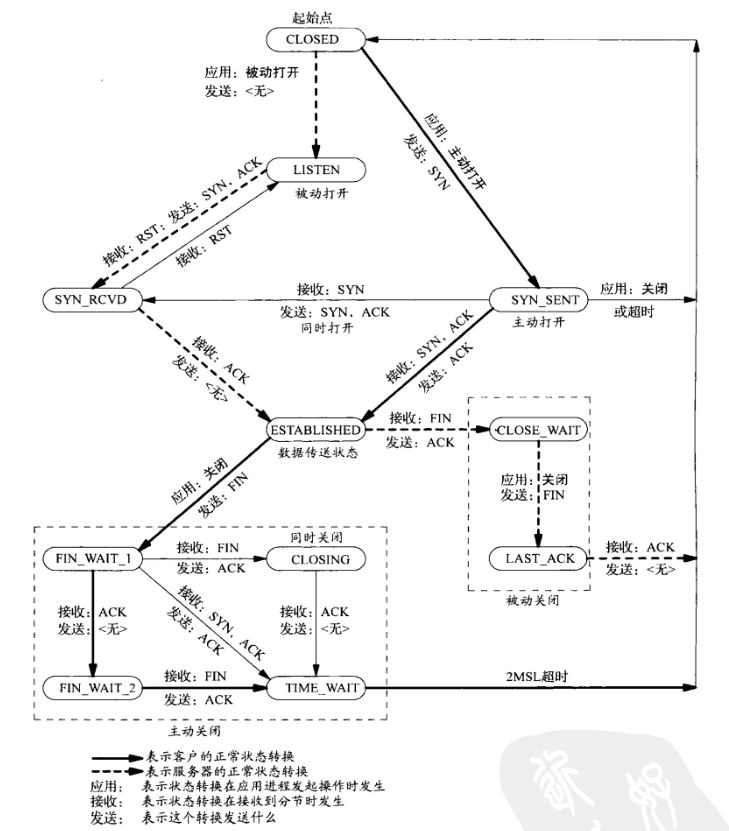 起始点
CLOSED
应用：被动打开
发送：<无>
应用：主动打开
发送：SYN
LISTEN
被动打开
接收：RST；发送：SYN，ACK
接收：RST
SYN_RCVD
接收：SYN
发送：SYN，ACK
同时打开
SYN_SENT
主动打开
应用：关闭
或超时
接收：ACK
发送：<无>
接收：SYN，ACK
发送：ACK
ESTABLISHED
数据传送状态
接收：FIN
发送：ACK
CLOSE_WAIT
应用：关闭
发送：FIN
应用：关闭
发送：FIN
LAST_ACK
接收：ACK
发送：<无>
被动关闭
同时关闭
FIN_WAIT_1
接收：FIN
发送：ACK
CLOSING
接收：ACK
发送：<无>
接收：SYN，ACK
发送：ACK
接收：ACK
发送：<无>
FIN_WAIT_2
接收：FIN
发送：ACK
TIME_WAIT
2MSL超时
主动关闭
表示客户的正常状态转换
表示服务器的正常状态转换
应用： 表示状态转换在应用进程发起操作时发生
接收： 表示状态转换在接收到分节时发生
发送： 表示这个转换发送什么